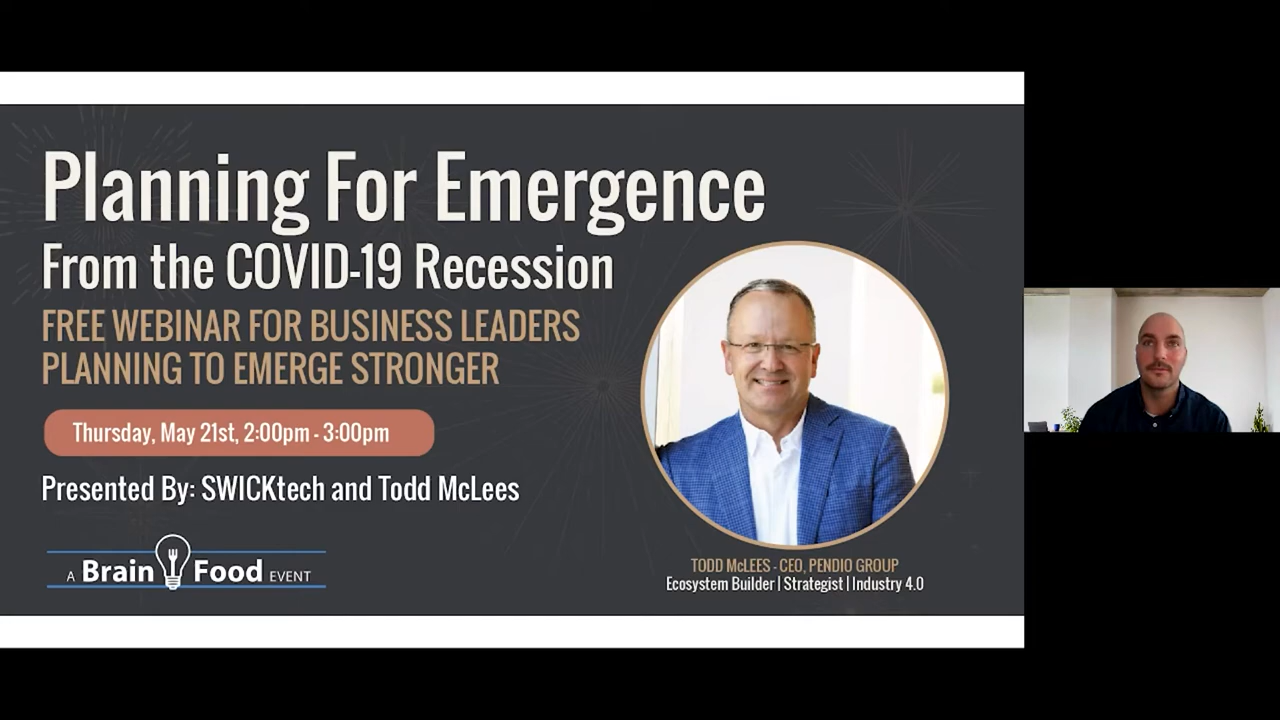 Planning For Emergence
From the COVID-19 Recession
FREE WEBINAR FOR BUSINESS LEADERS
PLANNING TO EMERGE STRONGER
Thursday, May 21st, 2:00pm - 3:00pm
Presented By: SWICKtech and Todd McLees
A Brain Food EVENT
TODD McLEES - CEO, PENDIO GROUP
Ecosystem Builder | Strategist | Industry 4.0